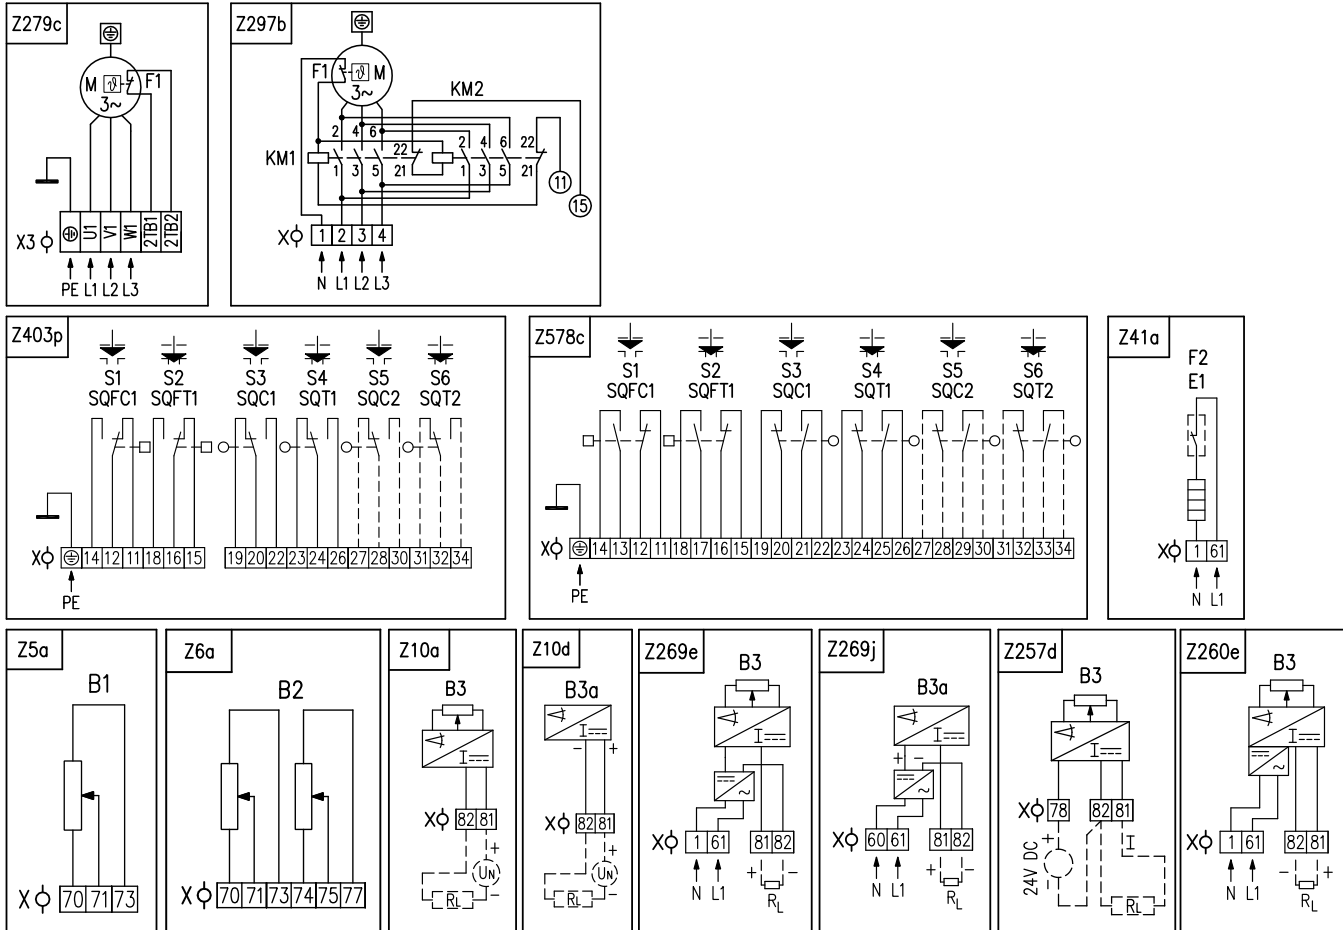 Z279c
M ϑ F1
3~
X3 U1 V1 W1 2TB1 2TB2
PE L1 L2 L3
Z297b
F1 ϑ M
3~
KM2
2 4 6 2 4 6 22
KM1 22
1 3 5 21 1 3 5 21
11
15
X 1 2 3 4
N L1 L2 L3
Z403p
S1 S2 S3 S4 S5 S6
SQFC1 SQFT1 SQC1 SQT1 SQC2 SQT2
X 14 12 11 18 16 15 19 20 22 23 24 26 27 28 30 31 32 34
PE
Z578c
S1 S2 S3 S4 S5 S6
SQFC1 SQFT1 SQC1 SQT1 SQC2 SQT2
X 14 13 12 11 18 17 16 15 19 20 21 22 23 24 25 26 27 28 29 30 31 32 33 34
PE
Z41a
F2
E1
X 1 61
N L1
Z5a
B1
X 70 71 73
Z6a
B2
X 70 71 73 74 75 77
Z10a
B3
I
X 82 81
+
UN
−
RL
Z10d
B3a
I
− +
X 82 81
+
UN
−
RL
Z269e
B3
I
~
X 1 61 81 82
N L1 + −
RL
Z269j
B3a
I
+ −
~
X 60 61 81 82
N L1 + −
RL
Z257d
B3
I
X 78 82 81
+ I
24V DC
−
RL
Z260e
B3
I
~
X 1 61 82 81
N L1 − +
RL